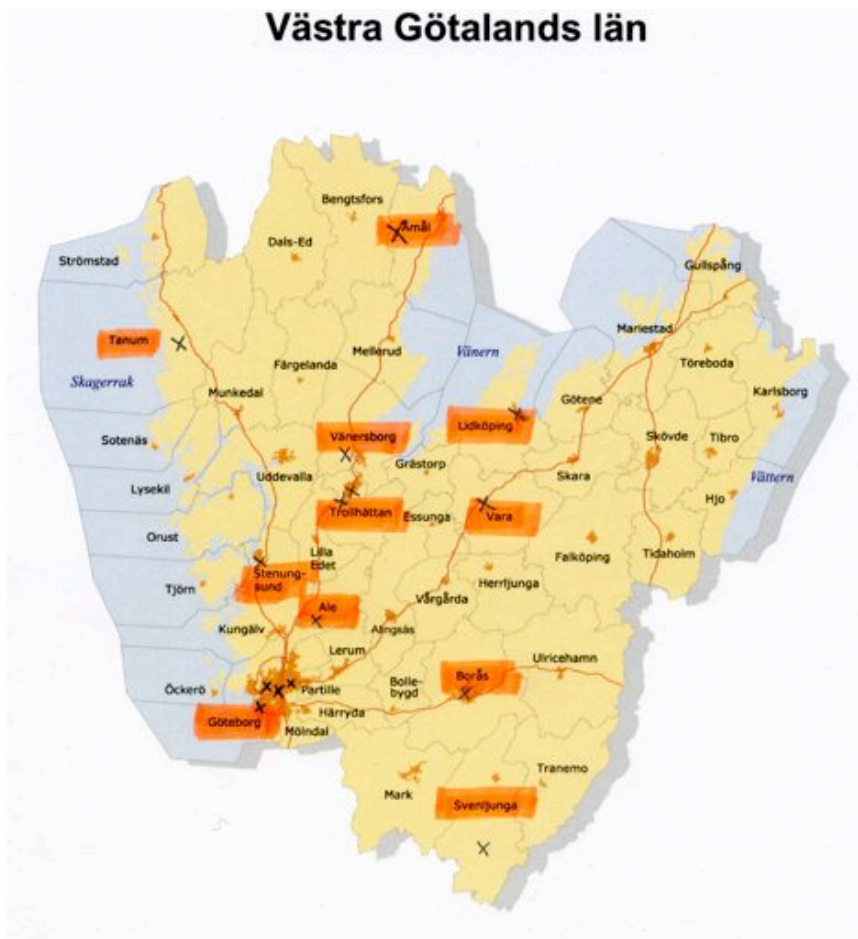 Västra Götalands län
Bengtsfors
Åmål
Dals-Ed
Strömstad
Gullspång
Tanum
Mariestad
Mellerud
Vänern
Töreboda
Färgelanda
Skagerrak
Munkedal
Götene
Karlsborg
Lidköping
Vänersborg
Sotenäs
Skövde
Tibro
Grästorp
Uddevalla
Skara
Vättern
Lysekil
Hjo
Trollhättan
Essunga
Vara
Orust
Lilla
Edet
Falköping
Tidaholm
Stenung-
sund
Tjörn
Herrljunga
Vårgårda
Ale
Kungälv
Alingsås
Lerum
Ulricehamn
Borås
Bolle-
bygd
Öckerö
Partille
Göteborg
Härryda
Mölndal
Tranemo
Mark
Svenljunga